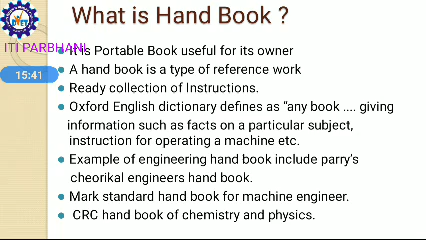 What is Hand Book ?
ITI PARBHANI
It is Portable Book useful for its owner
15:41
A hand book is a type of reference work
Ready collection of Instructions.
Oxford English dictionary defines as "any book .... giving
information such as facts on a particular subject,
instruction for operating a machine etc.
Example of engineering hand book include parry's
cheorikal engineers hand book.
Mark standard hand book for machine engineer.
CRC hand book of chemistry and physics.